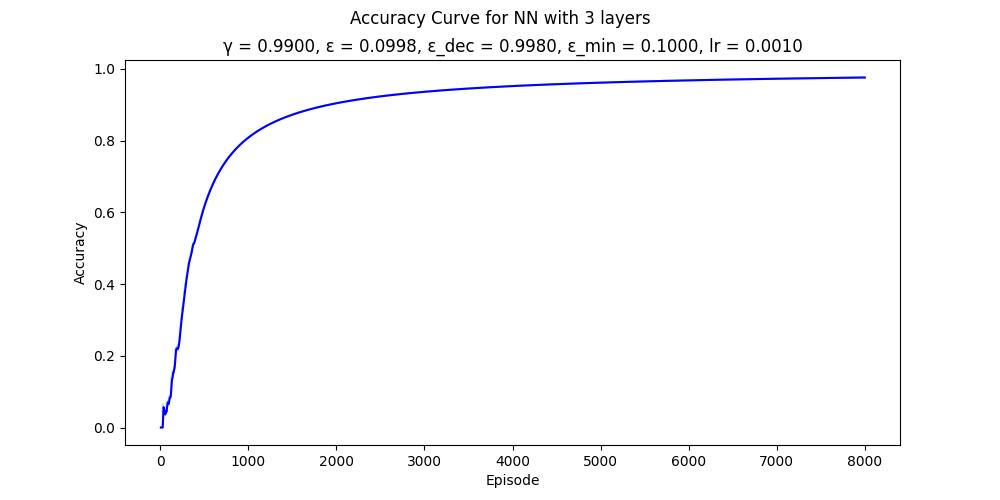 Accuracy Curve for NN with 3 layers
γ = 0.9900, ε = 0.0998, ε_dec = 0.9980, ε_min = 0.1000, lr = 0.0010
1.0
0.8
0.6
0.4
0.2
0.0
Accuracy
0 1000 2000 3000 4000 5000 6000 7000 8000
Episode